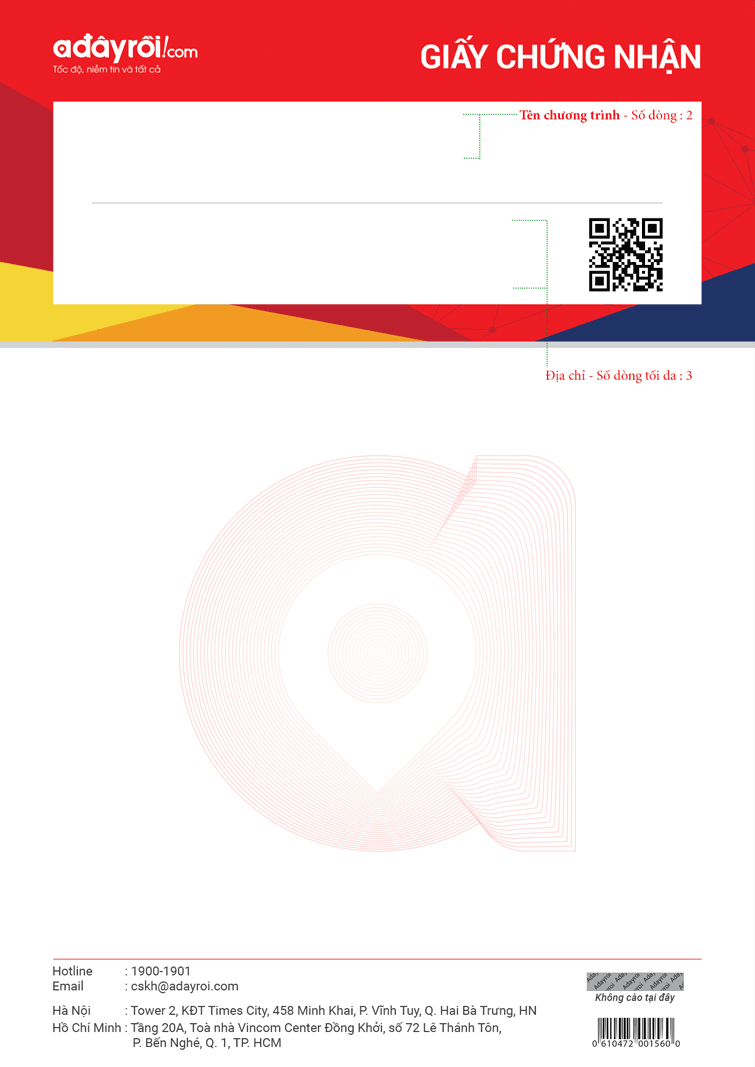 ađâyrồi!.com
Tốc độ, niềm tin và tất cả
GIẤY CHỨNG NHẬN
Tên chương trình - Số dòng : 2
Địa chỉ - Số dòng tối đa : 3
Hotline : 1900-1901
Email : cskh@adayroi.com
Hà Nội : Tower 2, KĐT Times City, 458 Minh Khai, P. Vĩnh Tuy, Q. Hai Bà Trưng, HN
Hồ Chí Minh : Tầng 20A, Toà nhà Vincom Center Đồng Khởi, số 72 Lê Thánh Tôn,
P. Bến Nghé, Q. 1, TP. HCM
Adayroi Adayroi Adayroi Adayroi
Không cào tại đây
0 610472 001560 0